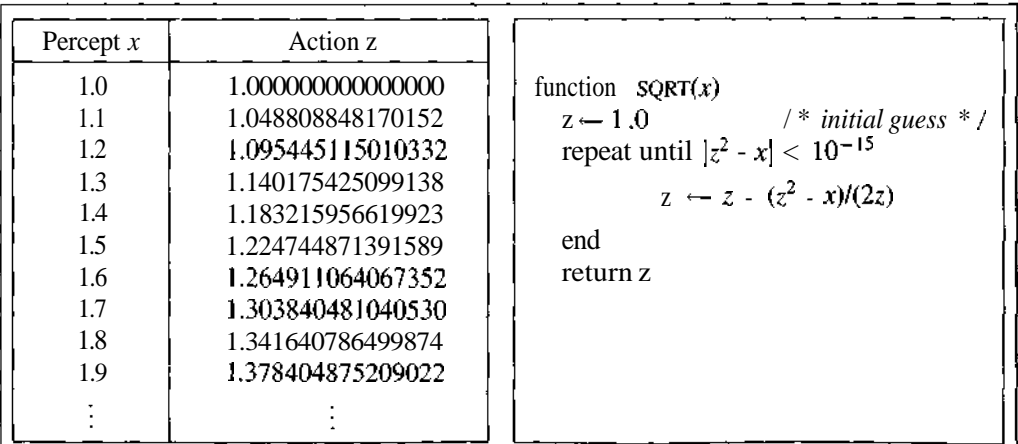 Percept x Action z
1.0 1.000000000000000
1.1 1.048808848170152
1.2 1.095445115010332
1.3 1.140175425099138
1.4 1.183215956619923
1.5 1.224744871391589
1.6 1.264911064067352
1.7 1.303840481040530
1.8 1.341640786499874
1.9 1.378404875209022
⋮ ⋮
function SQRT(x)
z ← 1.0 /* initial guess */
repeat until |z² - x| < 10⁻¹⁵
z ← z - (z² - x)/(2z)
end
return z